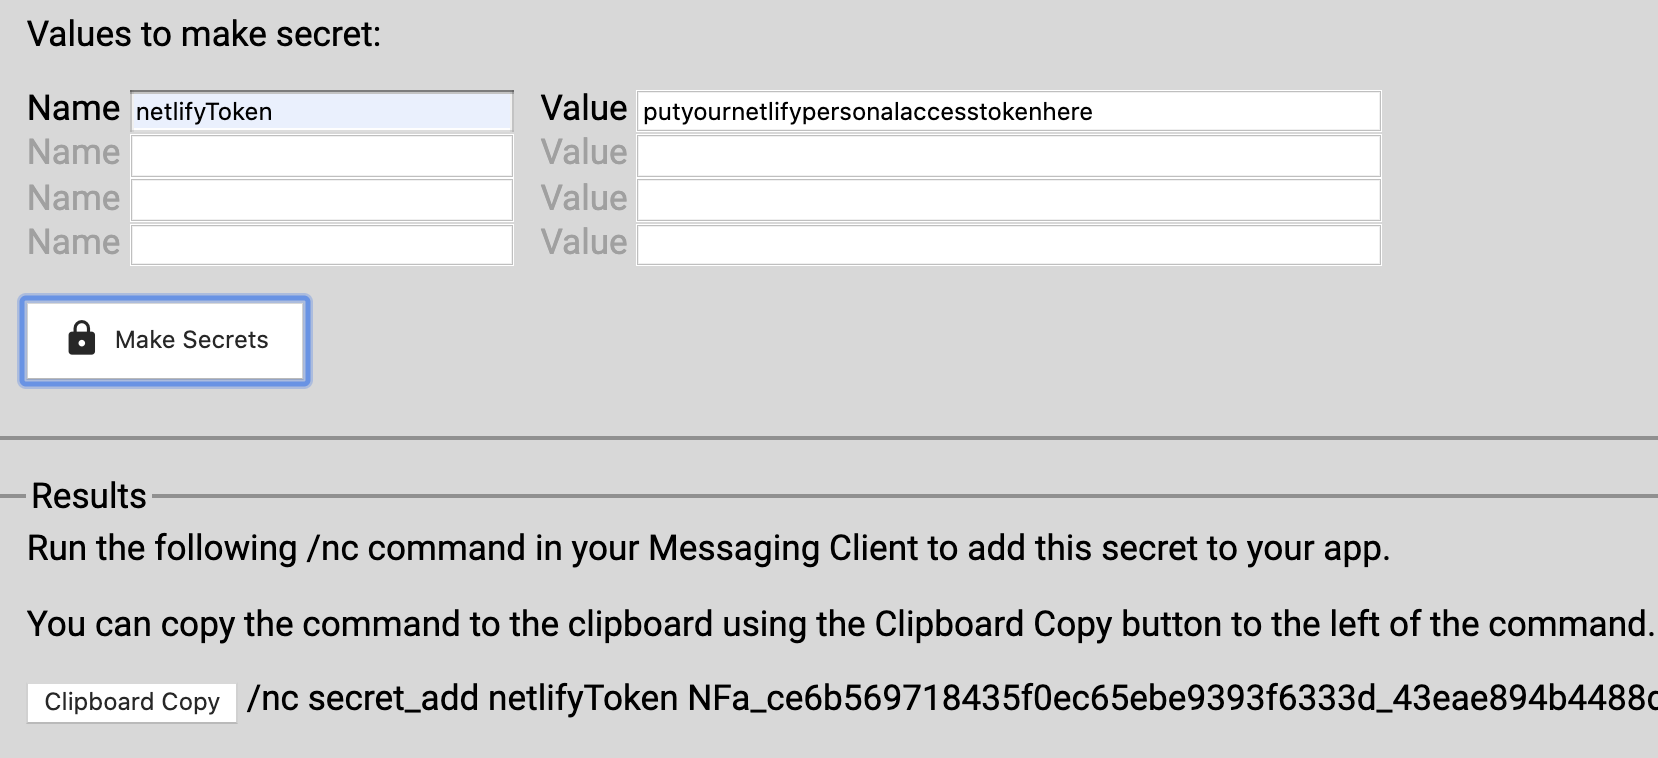 Values to make secret:
Name netlifyToken Value putyournetlifypersonalaccesstokenhere
Name Value
Name Value
Name Value
Make Secrets
Results
Run the following /nc command in your Messaging Client to add this secret to your app.
You can copy the command to the clipboard using the Clipboard Copy button to the left of the command.
Clipboard Copy /nc secret_add netlifyToken NFa_ce6b569718435f0ec65ebe9393f6333d_43eae894b4488